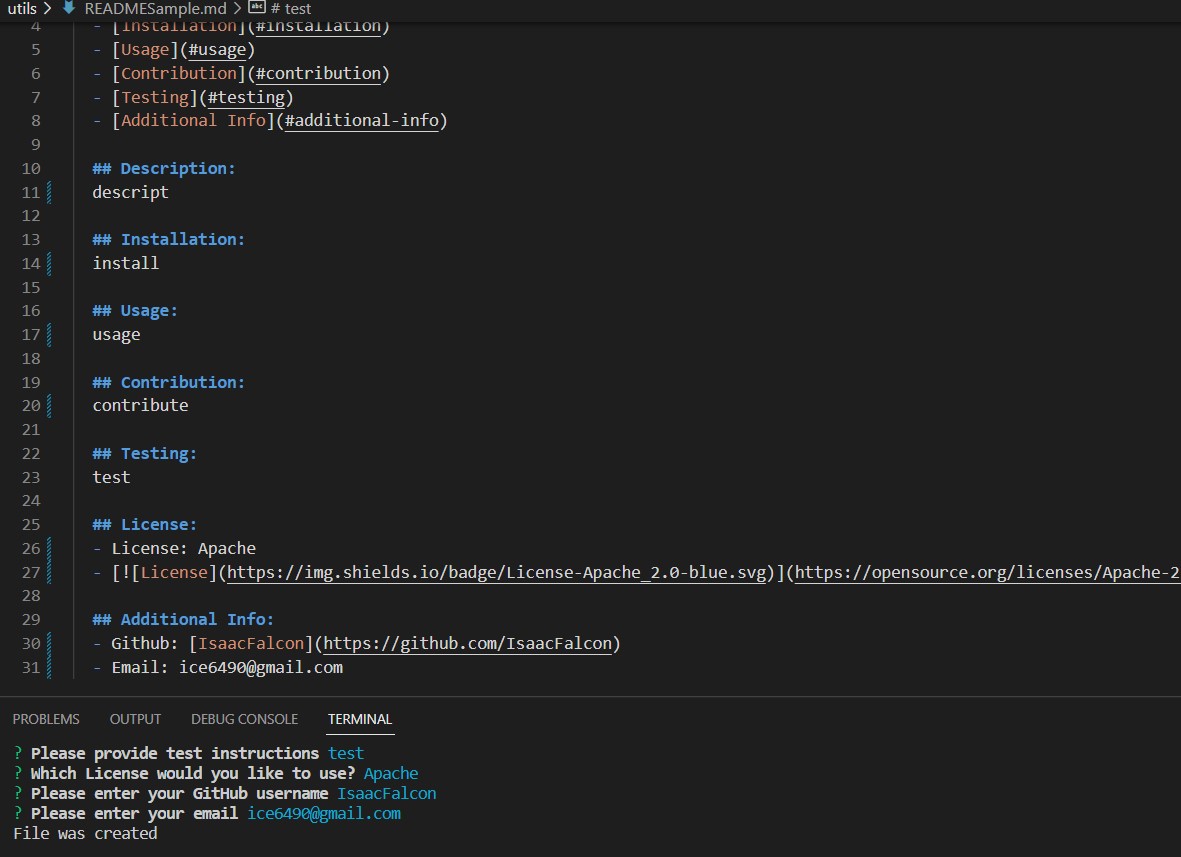 utils > READMESample.md > # test
4 - [Installation](#installation)
5 - [Usage](#usage)
6 - [Contribution](#contribution)
7 - [Testing](#testing)
8 - [Additional Info](#additional-info)
9
10 ## Description:
11 descript
12
13 ## Installation:
14 install
15
16 ## Usage:
17 usage
18
19 ## Contribution:
20 contribute
21
22 ## Testing:
23 test
24
25 ## License:
26 - License: Apache
27 - [![License](https://img.shields.io/badge/License-Apache_2.0-blue.svg)](https://opensource.org/licenses/Apache-2
28
29 ## Additional Info:
30 - Github: [IsaacFalcon](https://github.com/IsaacFalcon)
31 - Email: ice6490@gmail.com
PROBLEMS OUTPUT DEBUG CONSOLE TERMINAL
? Please provide test instructions test
? Which License would you like to use? Apache
? Please enter your GitHub username IsaacFalcon
? Please enter your email ice6490@gmail.com
File was created